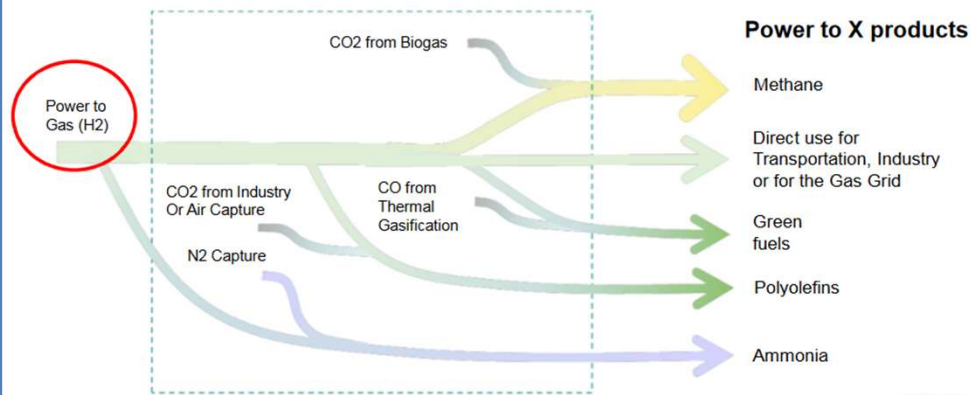 Power to X products
CO2 from Biogas
Methane
Power to
Gas (H2)
Direct use for
Transportation, Industry
or for the Gas Grid
CO2 from Industry
Or Air Capture
CO from
Thermal
Gasification
Green
fuels
N2 Capture
Polyolefins
Ammonia